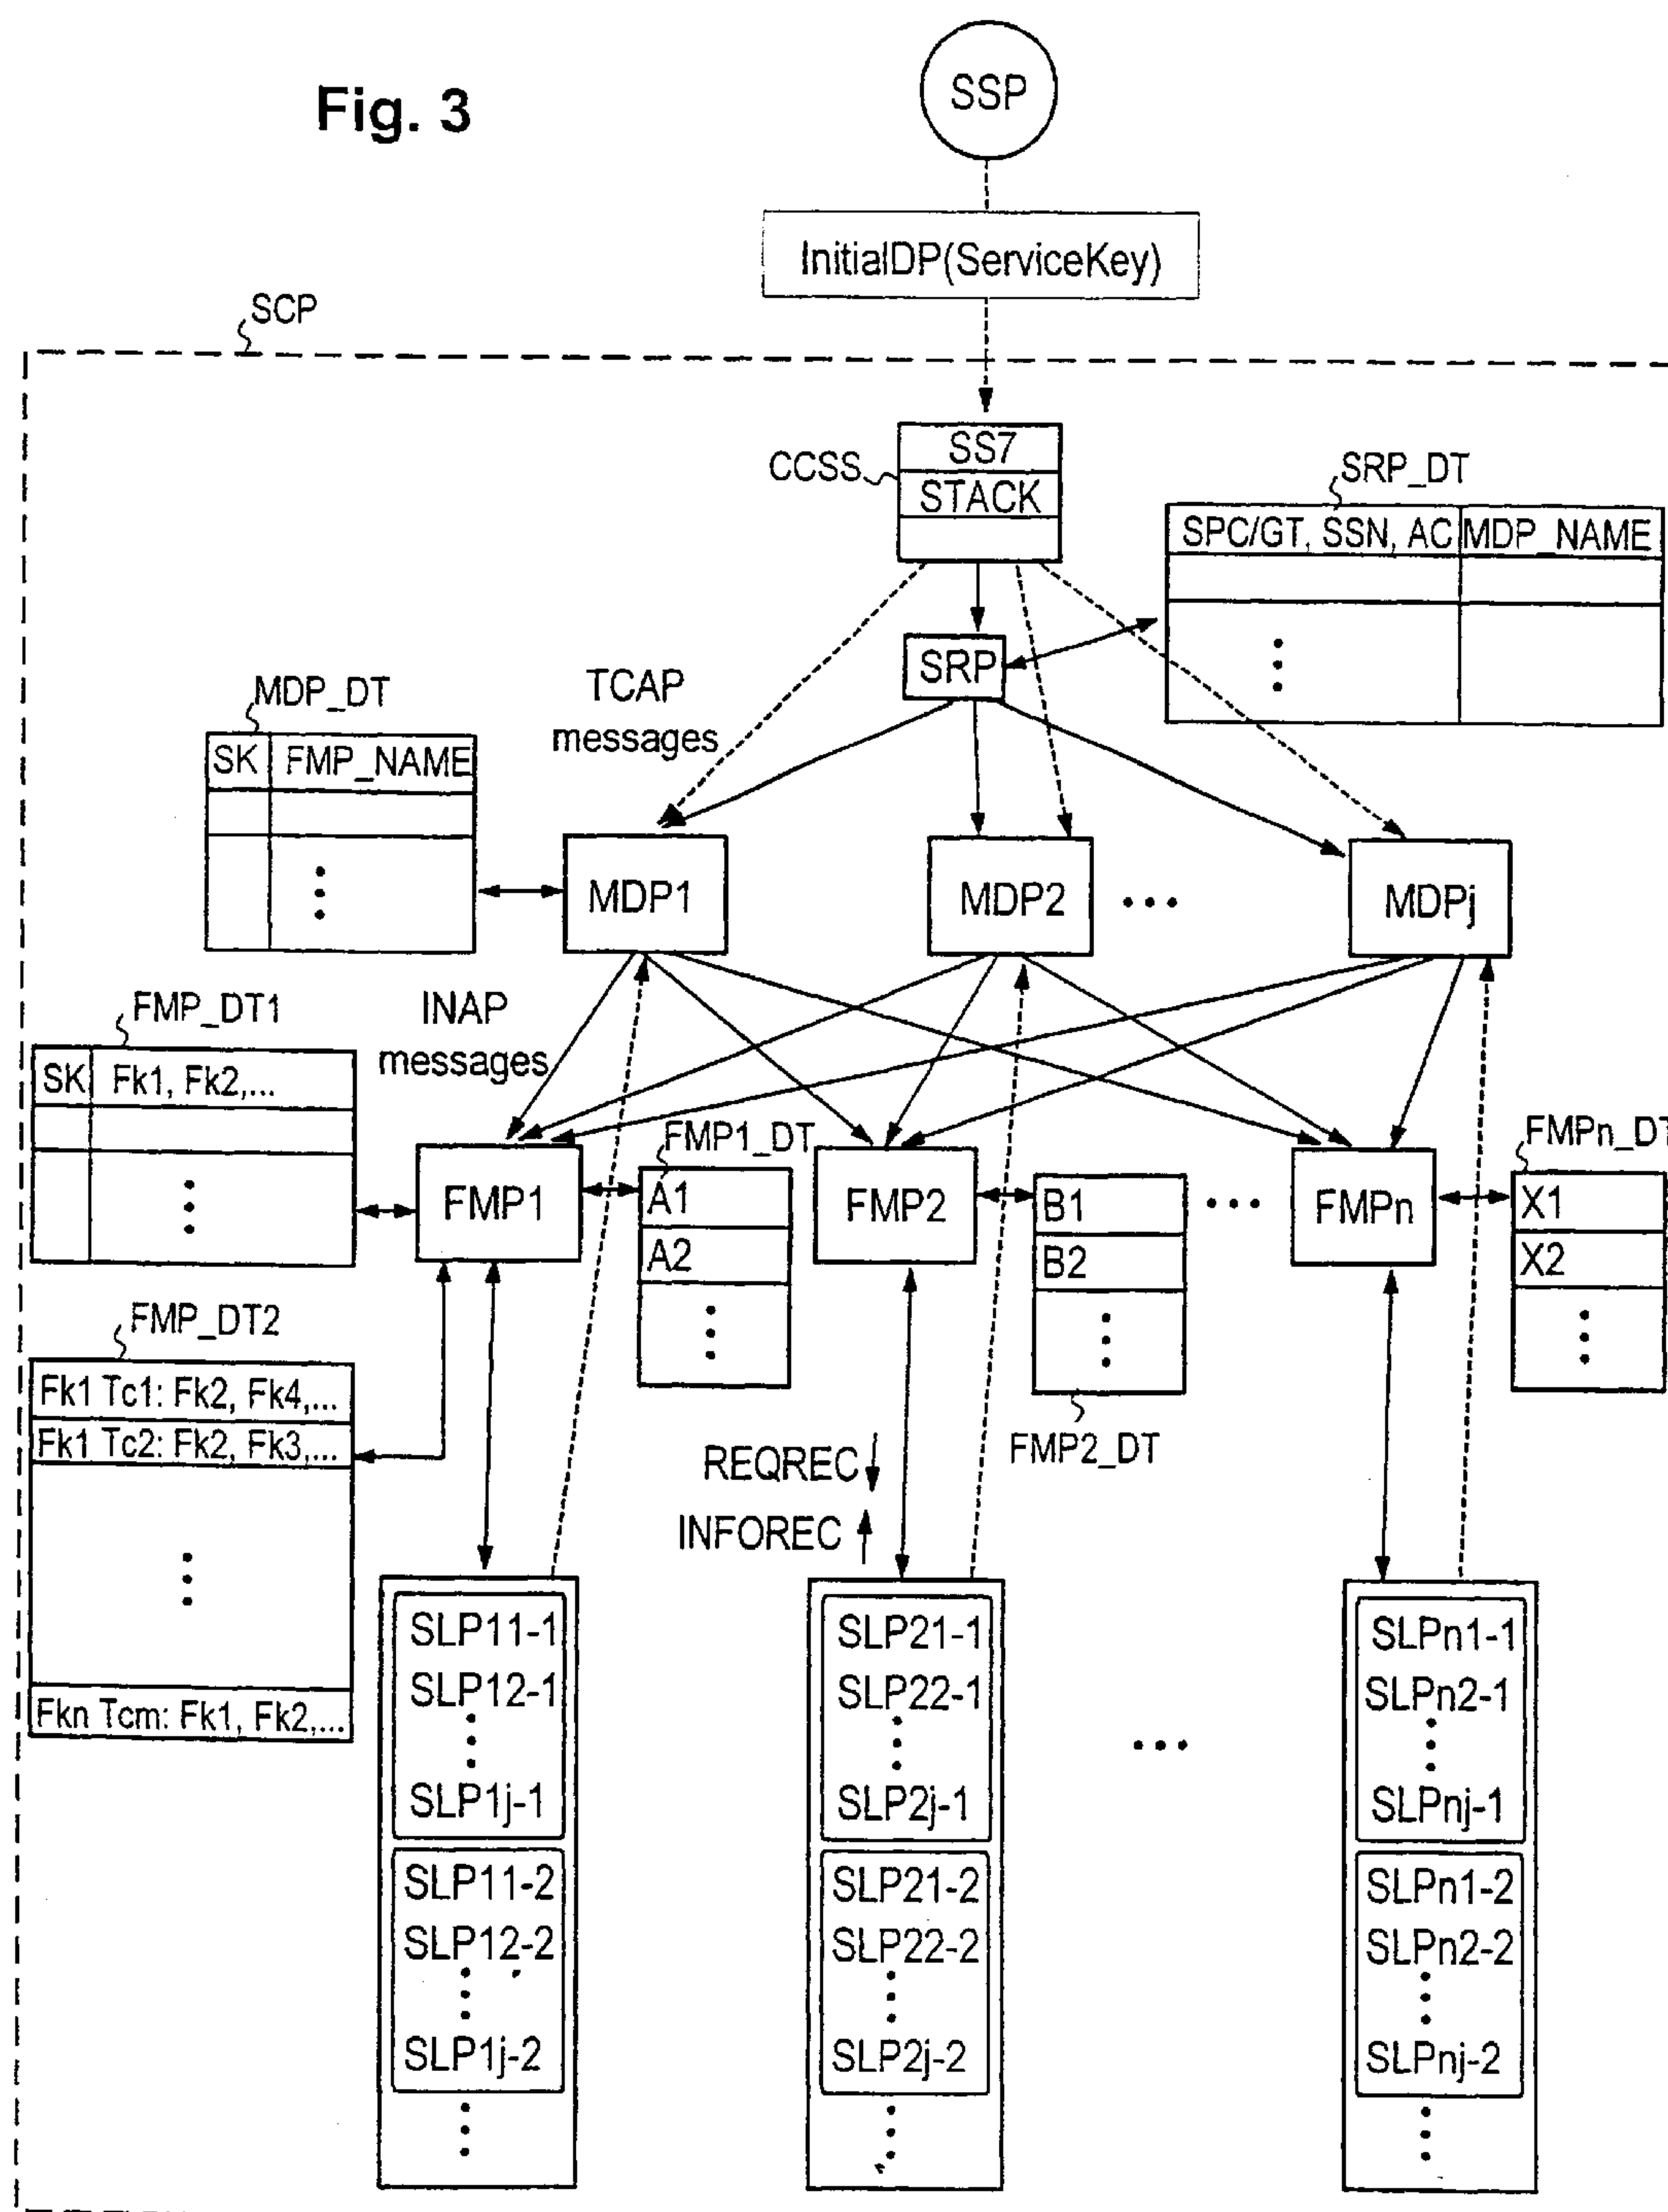 Fig. 3
SSP
InitialDP(ServiceKey)
SCP
SS7
CCSS
STACK
SRP_DT
SPC/GT, SSN, AC MDP_NAME
SRP
TCAP
messages
MDP_DT
SK FMP_NAME
MDP1
MDP2
MDPj
FMP_DT1
INAP
messages
SK Fk1, Fk2,...
FMP1_DT
FMPn_DT
FMP1
A1
A2
FMP2
B1
B2
FMPn
X1
X2
FMP_DT2
FMP2_DT
Fk1 Tc1: Fk2, Fk4,...
Fk1 Tc2: Fk2, Fk3,...
Fkn Tcm: Fk1, Fk2,...
REQREC
INFOREC
SLP11-1
SLP12-1
SLP1j-1
SLP11-2
SLP12-2
SLP1j-2
SLP21-1
SLP22-1
SLP2j-1
SLP21-2
SLP22-2
SLP2j-2
SLPn1-1
SLPn2-1
SLPnj-1
SLPn1-2
SLPn2-2
SLPnj-2